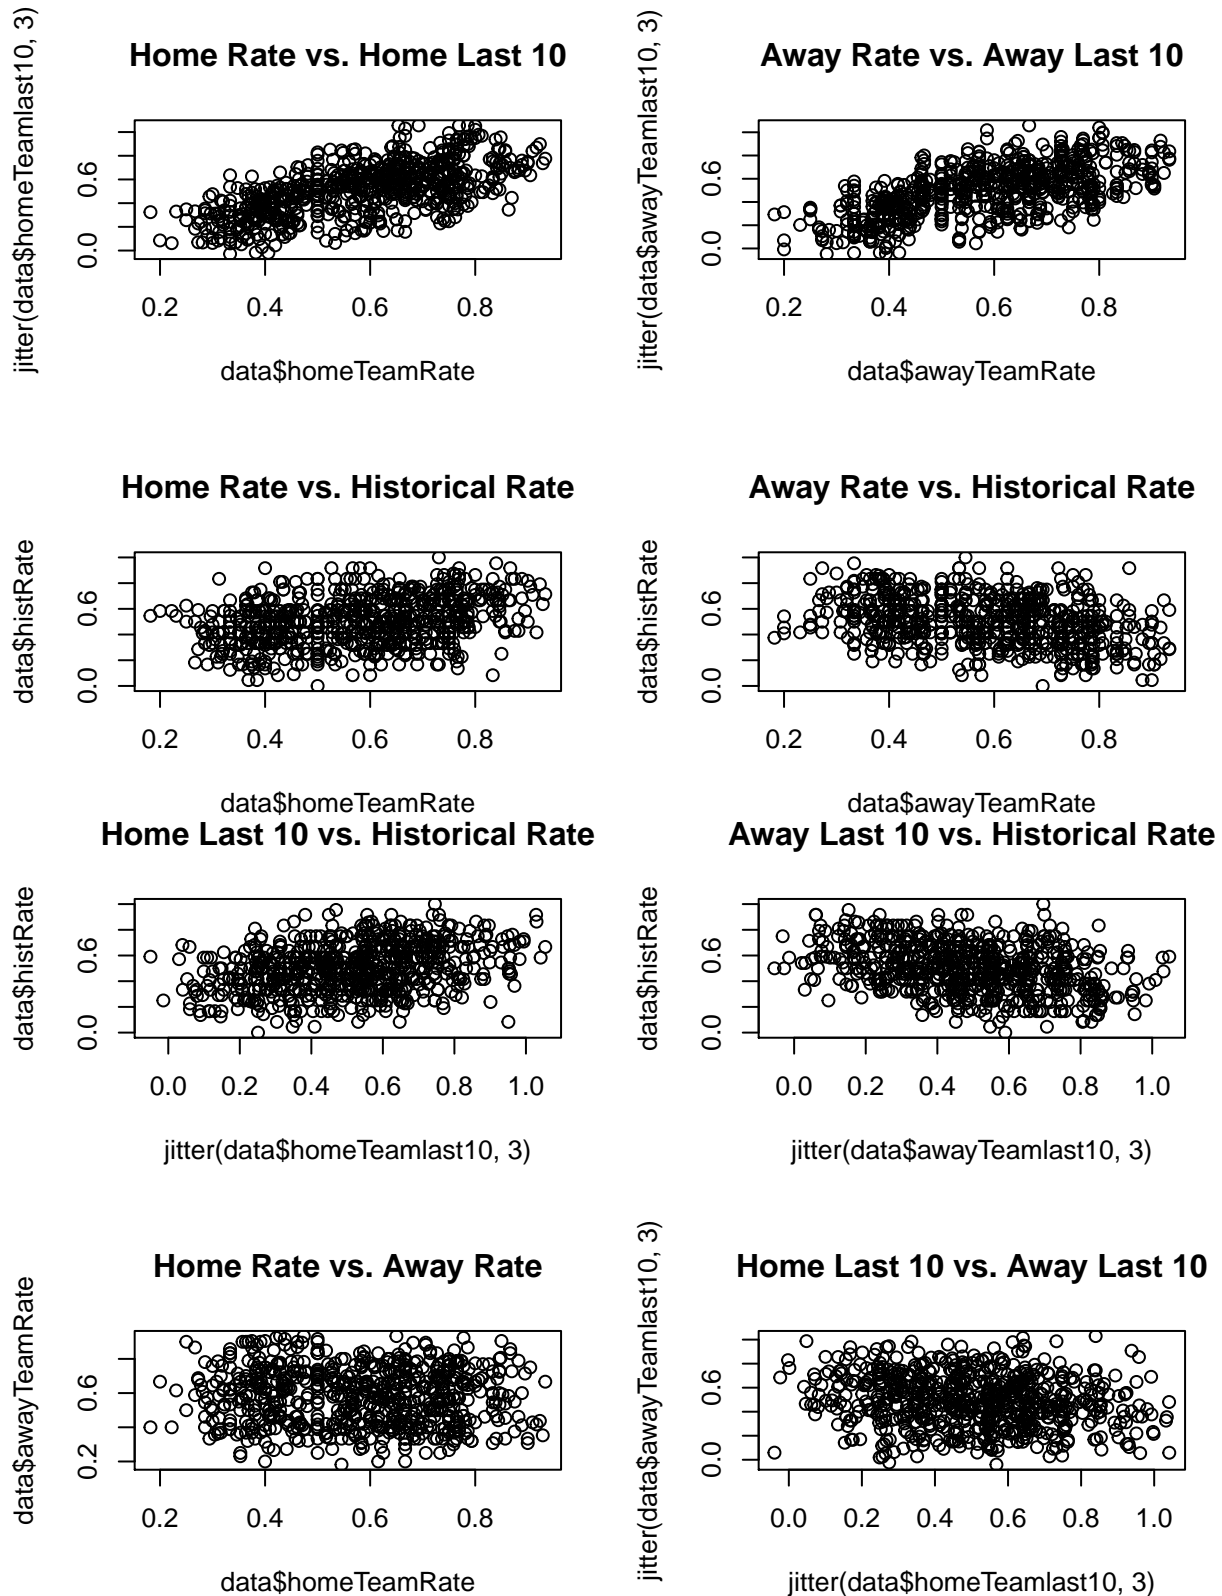 Home Rate vs. Home Last 10
jitter(data$homeTeamlast10, 3)
0.6
0.0
0.2 0.4 0.6 0.8
data$homeTeamRate
Away Rate vs. Away Last 10
jitter(data$awayTeamlast10, 3)
0.6
0.0
0.2 0.4 0.6 0.8
data$awayTeamRate
Home Rate vs. Historical Rate
data$histRate
0.6
0.0
0.2 0.4 0.6 0.8
data$homeTeamRate
Away Rate vs. Historical Rate
data$histRate
0.6
0.0
0.2 0.4 0.6 0.8
data$awayTeamRate
Home Last 10 vs. Historical Rate
data$histRate
0.6
0.0
0.0 0.2 0.4 0.6 0.8 1.0
jitter(data$homeTeamlast10, 3)
Away Last 10 vs. Historical Rate
data$histRate
0.6
0.0
0.0 0.2 0.4 0.6 0.8 1.0
jitter(data$awayTeamlast10, 3)
Home Rate vs. Away Rate
data$awayTeamRate
0.6
0.2
0.2 0.4 0.6 0.8
data$homeTeamRate
Home Last 10 vs. Away Last 10
jitter(data$awayTeamlast10, 3)
0.6
0.0
0.0 0.2 0.4 0.6 0.8 1.0
jitter(data$homeTeamlast10, 3)